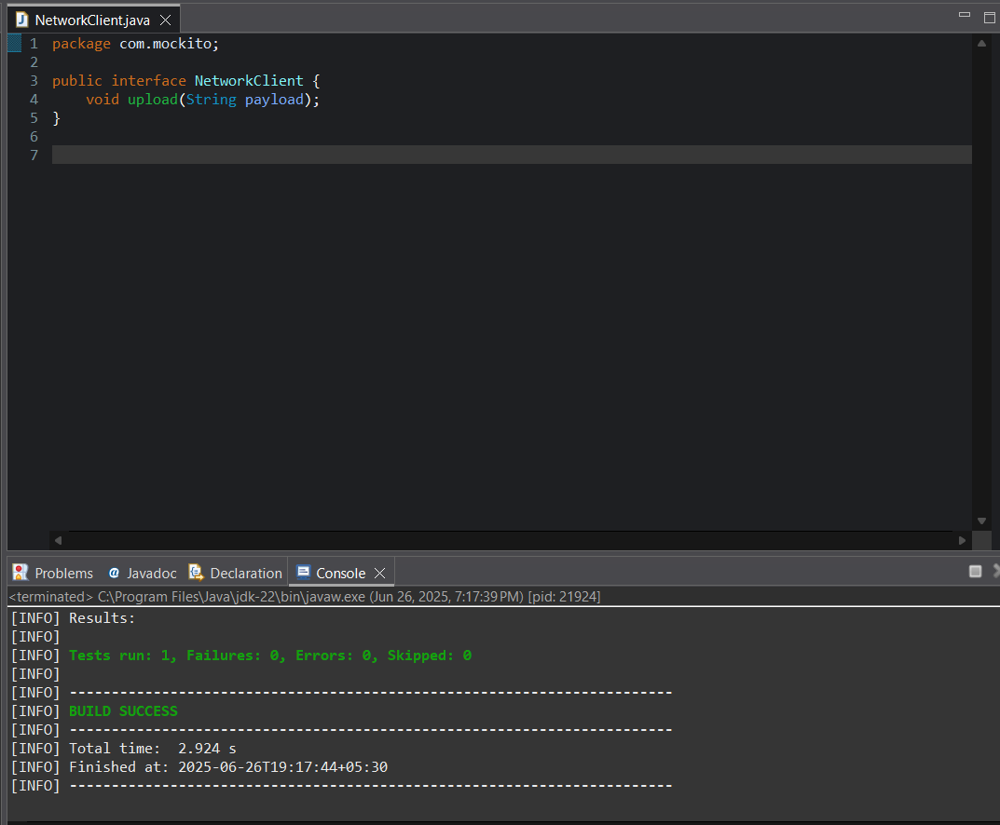 NetworkClient.java
1 package com.mockito;
2
3 public interface NetworkClient {
4     void upload(String payload);
5 }
6
7
Problems @ Javadoc Declaration Console
<terminated> C:\Program Files\Java\jdk-22\bin\javaw.exe (Jun 26, 2025, 7:17:39 PM) [pid: 21924]
[INFO] Results:
[INFO]
[INFO] Tests run: 1, Failures: 0, Errors: 0, Skipped: 0
[INFO]
[INFO] ------------------------------------------------------------------------
[INFO] BUILD SUCCESS
[INFO] ------------------------------------------------------------------------
[INFO] Total time:  2.924 s
[INFO] Finished at: 2025-06-26T19:17:44+05:30
[INFO] ------------------------------------------------------------------------